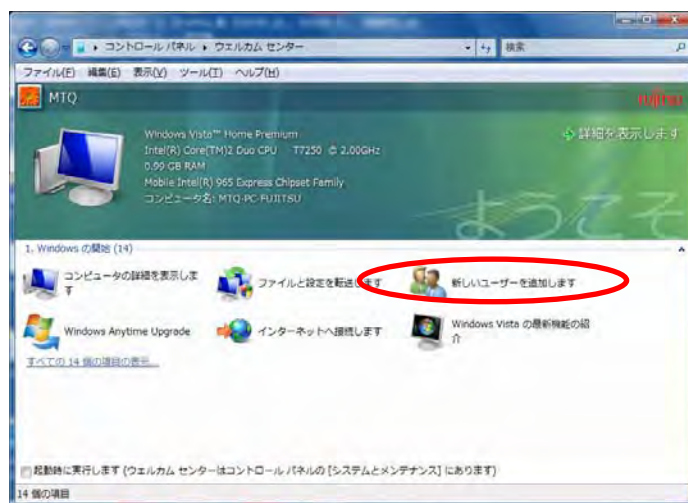 コントロール パネル ▸ ウエルカム センター
検索
ファイル(F) 編集(E) 表示(V) ツール(T) ヘルプ(H)
MTQ
FUJITSU
Windows Vista™ Home Premium
詳細を表示します
Intel(R) Core(TM)2 Duo CPU T7250 @ 2.00GHz
0.99 GB RAM
Mobile Intel(R) 965 Express Chipset Family
コンピュータ名: MTQ-PC-FUJITSU
ようこそ
1. Windows の開始 (14)
コンピュータの詳細を表示しま
す
ファイルと設定を転送します
新しいユーザーを追加します
Windows Anytime Upgrade
インターネットへ接続します
Windows Vista の最新機能の紹
介
すべての 14 個の項目の表示...
起動時に実行します (ウェルカム センターはコントロール パネルの [システムとメンテナンス] にあります)
14 個の項目